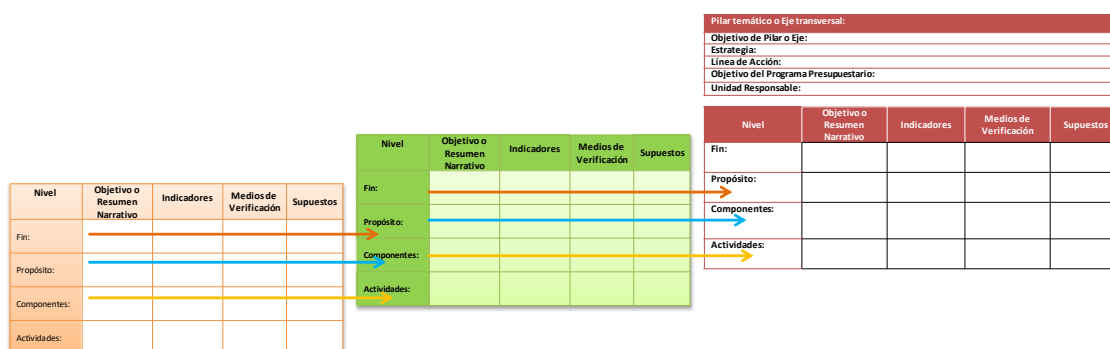 Pilar temático o Eje transversal:
Objetivo de Pilar o Eje:
Estrategia:
Línea de Acción:
Objetivo del Programa Presupuestario:
Unidad Responsable:
Nivel
Objetivo o
Resumen
Narrativo
Indicadores
Medios de
Verificación
Supuestos
Fin:
Propósito:
Componentes:
Actividades:
Nivel
Objetivo o
Resumen
Narrativo
Indicadores
Medios de
Verificación
Supuestos
Fin:
Propósito:
Componentes:
Actividades:
Nivel
Objetivo o
Resumen
Narrativo
Indicadores
Medios de
Verificación
Supuestos
Fin:
Propósito:
Componentes:
Actividades: